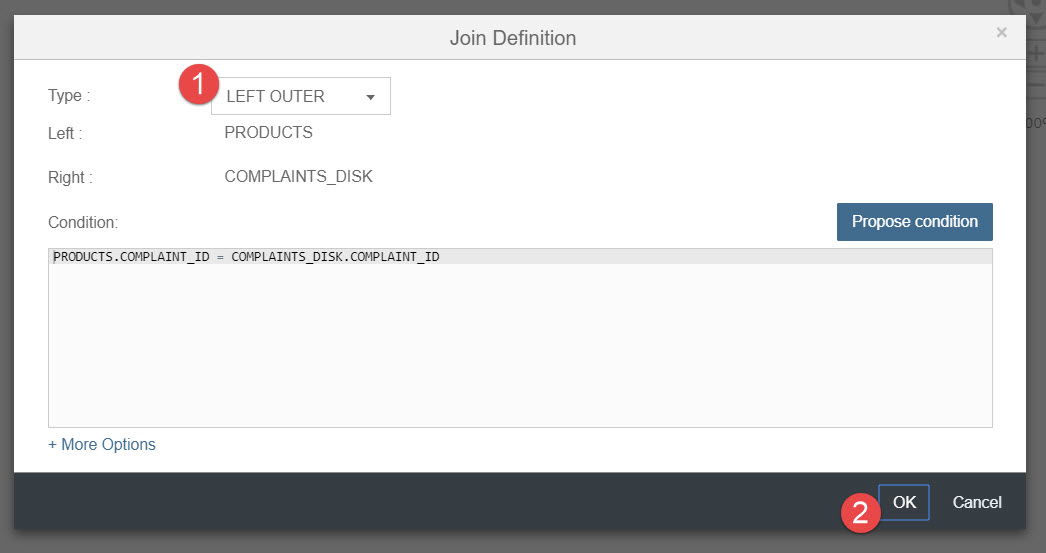 Join Definition ×
Type : 1 LEFT OUTER
Left : PRODUCTS
Right : COMPLAINTS_DISK
Condition: Propose condition
PRODUCTS.COMPLAINT_ID = COMPLAINTS_DISK.COMPLAINT_ID
+ More Options
2 OK Cancel